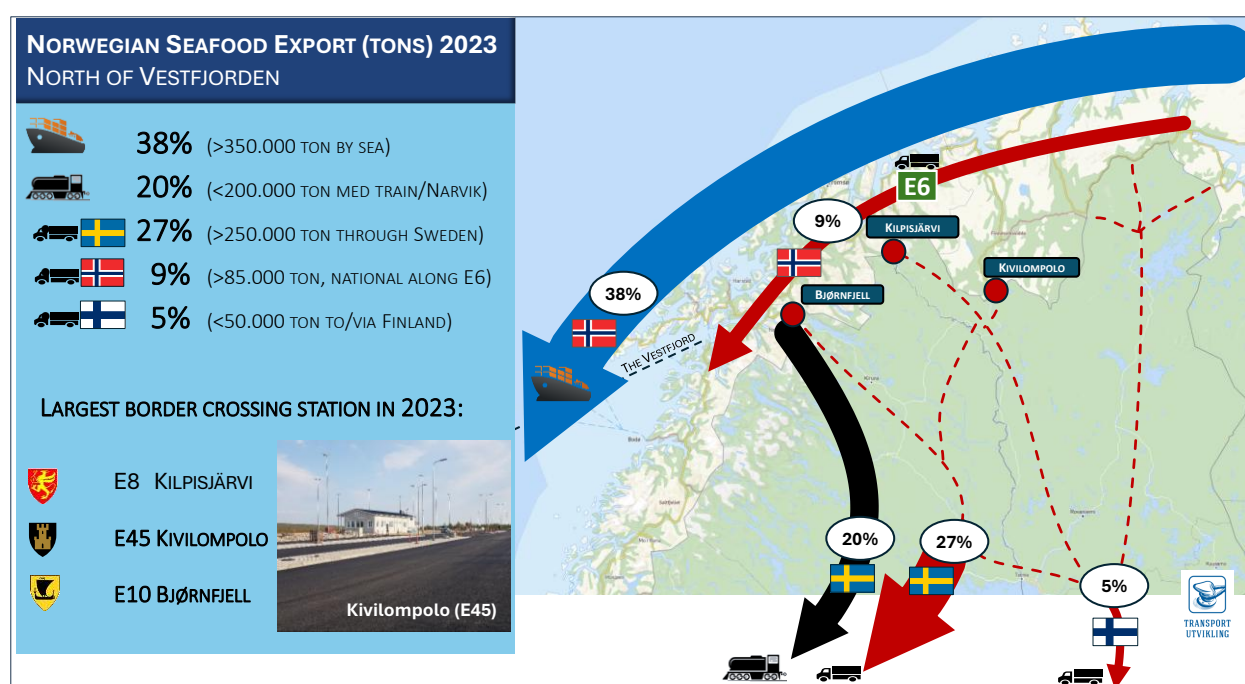 NORWEGIAN SEAFOOD EXPORT (TONS) 2023
NORTH OF VESTFJORDEN
38% (>350.000 TON BY SEA)
20% (<200.000 TON MED TRAIN/NARVIK)
27% (>250.000 TON THROUGH SWEDEN)
9% (>85.000 TON, NATIONAL ALONG E6)
5% (<50.000 TON TO/VIA FINLAND)
LARGEST BORDER CROSSING STATION IN 2023:
E8 KILPISJÄRVI
E45 KIVILOMPOLO
E10 BJØRNFJELL
Kivilompolo (E45)
E6
9%
KILPISJÄRVI
KIVILOMPOLO
BJØRNFJELL
38%
THE VESTFJORD
20%
27%
5%
TRANSPORT
UTVIKLING